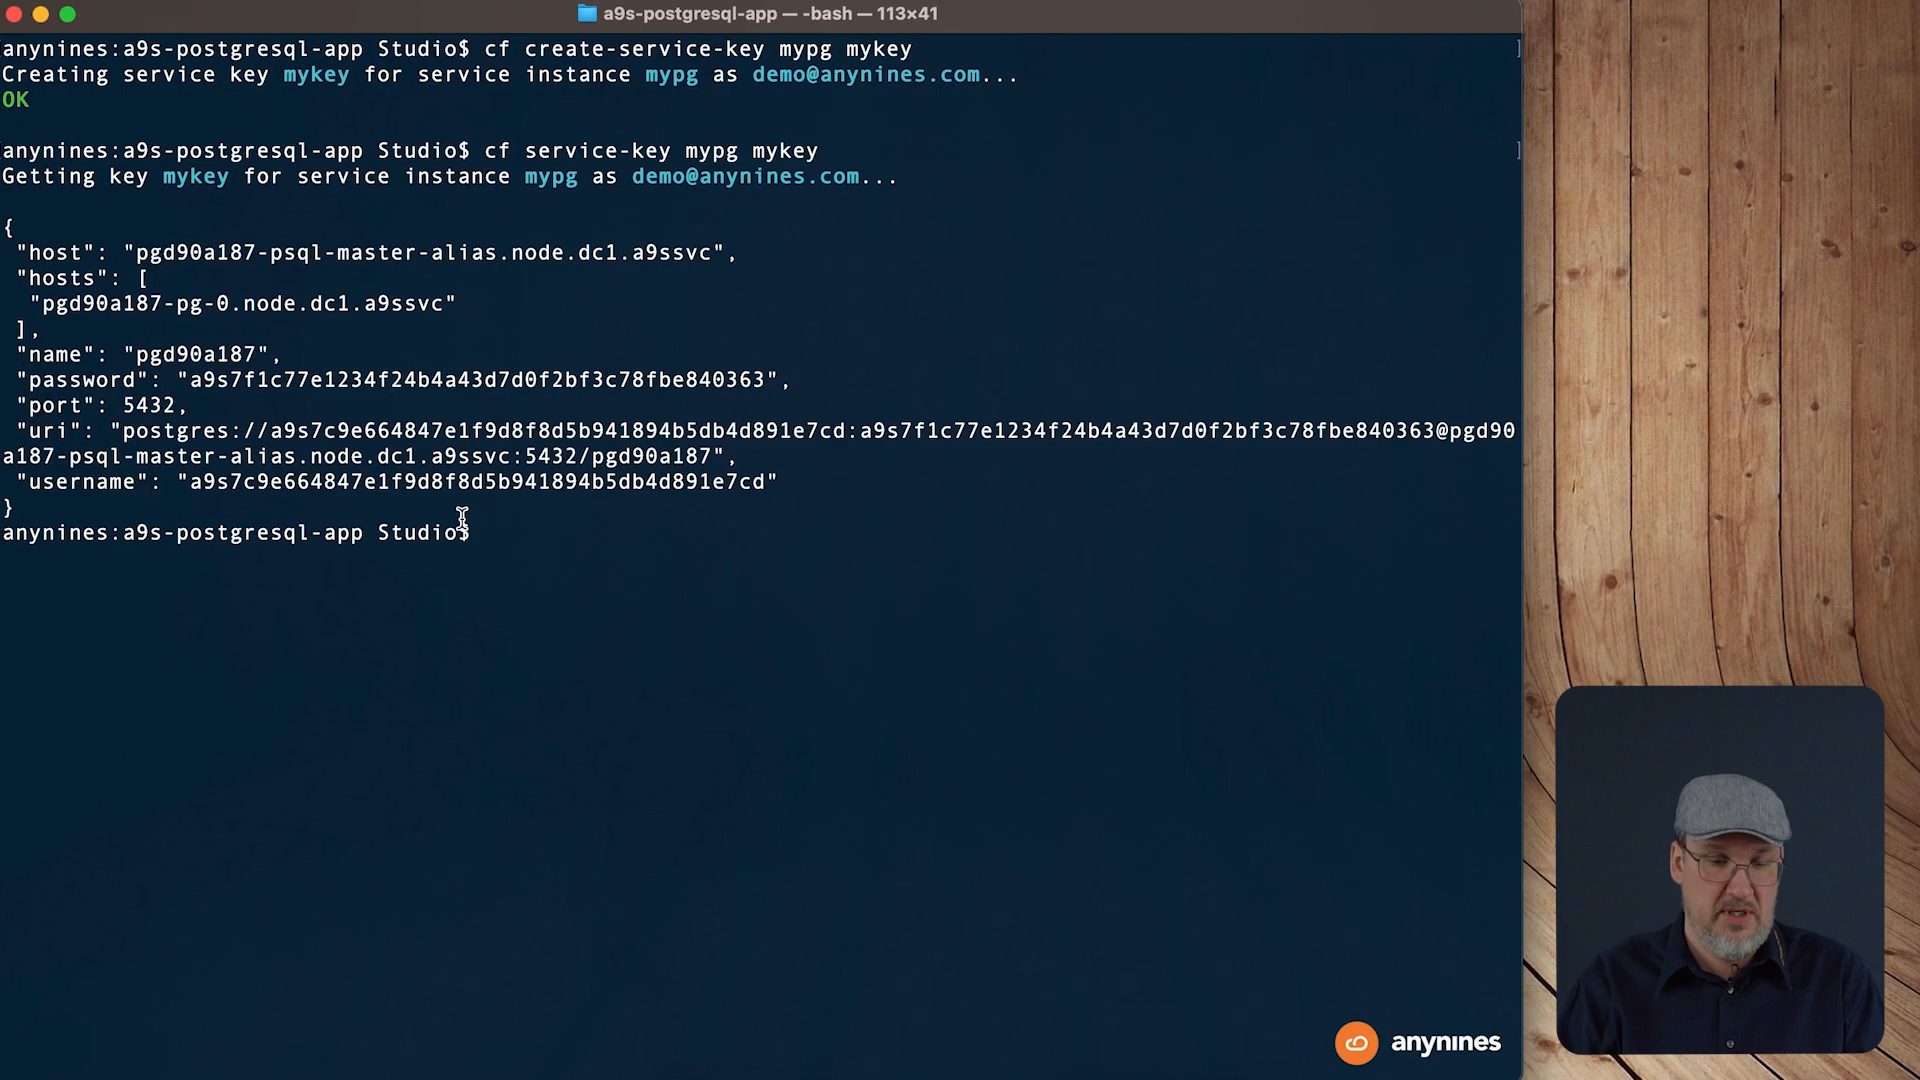 a9s-postgresql-app — -bash — 113×41
anynines:a9s-postgresql-app Studio$ cf create-service-key mypg mykey
Creating service key mykey for service instance mypg as demo@anynines.com...
OK
anynines:a9s-postgresql-app Studio$ cf service-key mypg mykey
Getting key mykey for service instance mypg as demo@anynines.com...
{
"host": "pgd90a187-psql-master-alias.node.dc1.a9ssvc",
"hosts": [
"pgd90a187-pg-0.node.dc1.a9ssvc"
],
"name": "pgd90a187",
"password": "a9s7f1c77e1234f24b4a43d7d0f2bf3c78fbe840363",
"port": 5432,
"uri": "postgres://a9s7c9e664847e1f9d8f8d5b941894b5db4d891e7cd:a9s7f1c77e1234f24b4a43d7d0f2bf3c78fbe840363@pgd90
a187-psql-master-alias.node.dc1.a9ssvc:5432/pgd90a187",
"username": "a9s7c9e664847e1f9d8f8d5b941894b5db4d891e7cd"
}
anynines:a9s-postgresql-app Studio$
anynines